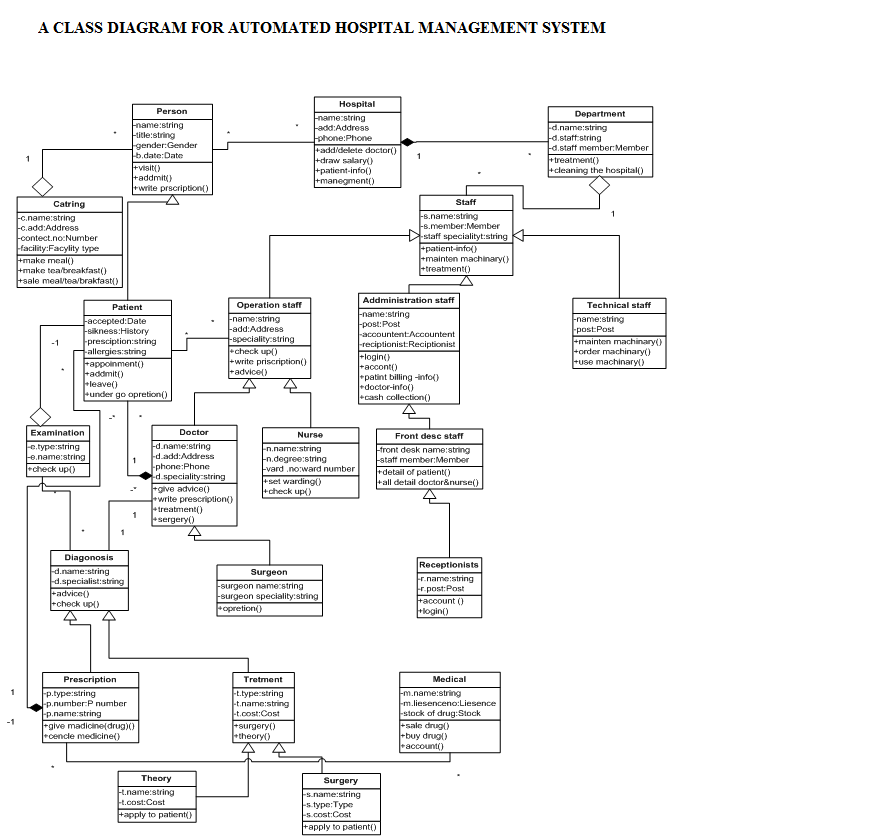 A CLASS DIAGRAM FOR AUTOMATED HOSPITAL MANAGEMENT SYSTEM
Person
-name:string
-title:string
-gender:Gender
-b.date:Date
+visit()
+addmit()
+write prscription()
Hospital
-name:string
-add:Address
-phone:Phone
+add/delete doctor()
+draw salary()
+patient-info()
+manegment()
Department
-d.name:string
-d.staff:string
-d.staff member:Member
+treatment()
+cleaning the hospital()
*
*
*
1
1
*
*
1
Catring
-c.name:string
-c.add:Address
-contect.no:Number
-facility:Facylity type
+make meal()
+make tea/breakfast()
+sale meal/tea/brakfast()
Staff
-s.name:string
-s.member:Member
-staff specialityt:string
+patient-info()
+mainten machinary()
+treatment()
Patient
-accepted:Date
-sikness:History
-presciption:string
-allergies:string
+appoinment()
+addmit()
+leave()
+under go opretion()
Operation staff
-name:string
-add:Address
-speciality:string
+check up()
+write priscription()
+advice()
Addministration staff
-name:string
-post:Post
-accountent:Accountent
-reciptionist:Receptionist
+login()
+accont()
+patint billing -info()
+doctor-info()
+cash collection()
Technical staff
-name:string
-post:Post
+mainten machinary()
+order machinary()
+use machinary()
-1
*
*
*
-*
*
Examination
-e.type:string
-e.name:string
+check up()
Doctor
-d.name:string
-d.add:Address
-phone:Phone
-d.speciality:string
+give advice()
+write prescription()
+treatment()
+sergery()
Nurse
-n.name:string
-n.degree:string
-vard .no:ward number
+set warding()
+check up()
Front desc staff
-front desk name:string
-staff member:Member
+detail of patient()
+all detail doctor&nurse()
1
-*
1
1
*
*
Diagonosis
-d.name:string
-d.specialist:string
+advice()
+check up()
Surgeon
-surgeon name:string
-surgeon speciality:string
+opretion()
Receptionists
-r.name:string
-r.post:Post
+account ()
+login()
Prescription
-p.type:string
-p.number:P number
-p.name:string
+give madicine(drug)()
+cencle medicine()
Tretment
-t.type:string
-t.name:string
-t.cost:Cost
+surgery()
+theory()
Medical
-m.name:string
-m.liesenceno:Liesence
-stock of drug:Stock
+sale drug()
+buy drug()
+account()
1
-1
*
*
Theory
-t.name:string
-t.cost:Cost
+apply to patient()
Surgery
-s.name:string
-s.type:Type
-s.cost:Cost
+apply to patient()